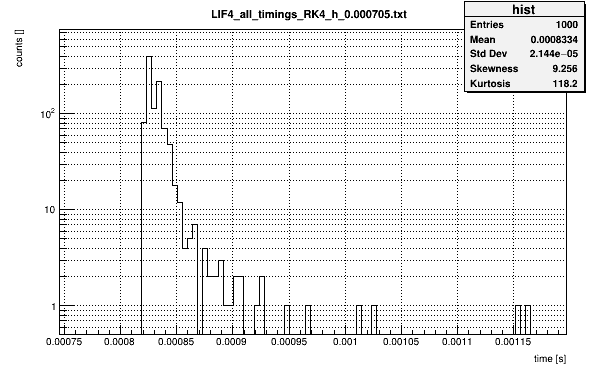 LIF4_all_timings_RK4_h_0.000705.txt
hist
Entries 1000
Mean 0.0008334
Std Dev 2.144e−05
Skewness 9.256
Kurtosis 118.2
counts []
10²
10
1
0.00075 0.0008 0.00085 0.0009 0.00095 0.001 0.00105 0.0011 0.00115
time [s]